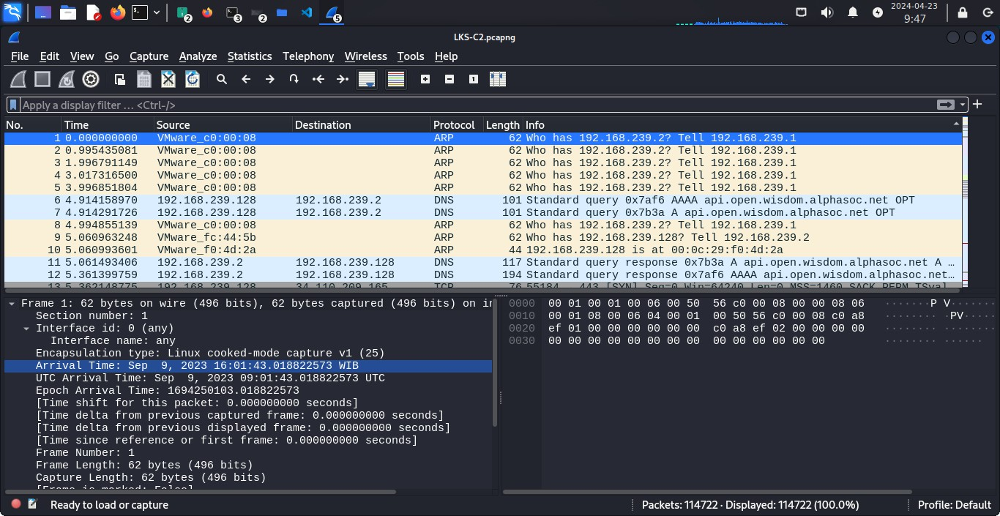 2 3 2 5
2024-04-23
9:47
LKS-C2.pcapng
File Edit View Go Capture Analyze Statistics Telephony Wireless Tools Help
Apply a display filter … <Ctrl-/>
No. Time Source Destination Protocol Length Info
1 0.000000000 VMware_c0:00:08 ARP 62 Who has 192.168.239.2? Tell 192.168.239.1
2 0.995435081 VMware_c0:00:08 ARP 62 Who has 192.168.239.2? Tell 192.168.239.1
3 1.996791149 VMware_c0:00:08 ARP 62 Who has 192.168.239.2? Tell 192.168.239.1
4 3.017316500 VMware_c0:00:08 ARP 62 Who has 192.168.239.2? Tell 192.168.239.1
5 3.996851804 VMware_c0:00:08 ARP 62 Who has 192.168.239.2? Tell 192.168.239.1
6 4.914158970 192.168.239.128 192.168.239.2 DNS 101 Standard query 0x7af6 AAAA api.open.wisdom.alphasoc.net OPT
7 4.914291726 192.168.239.128 192.168.239.2 DNS 101 Standard query 0x7b3a A api.open.wisdom.alphasoc.net OPT
8 4.994855139 VMware_c0:00:08 ARP 62 Who has 192.168.239.2? Tell 192.168.239.1
9 5.060963248 VMware_fc:44:5b ARP 62 Who has 192.168.239.128? Tell 192.168.239.2
10 5.060993601 VMware_f0:4d:2a ARP 44 192.168.239.128 is at 00:0c:29:f0:4d:2a
11 5.061493406 192.168.239.2 192.168.239.128 DNS 117 Standard query response 0x7b3a A api.open.wisdom.alphasoc.net A …
12 5.361399759 192.168.239.2 192.168.239.128 DNS 194 Standard query response 0x7af6 AAAA api.open.wisdom.alphasoc.net…
13 5.362148775 192.168.239.128 34.110.209.165 TCP 76 55184 443 [SYN] Seq=0 Win=64240 Len=0 MSS=1460 SACK_PERM TSval
Frame 1: 62 bytes on wire (496 bits), 62 bytes captured (496 bits) on in
Section number: 1
Interface id: 0 (any)
Interface name: any
Encapsulation type: Linux cooked-mode capture v1 (25)
Arrival Time: Sep  9, 2023 16:01:43.018822573 WIB
UTC Arrival Time: Sep  9, 2023 09:01:43.018822573 UTC
Epoch Arrival Time: 1694250103.018822573
[Time shift for this packet: 0.000000000 seconds]
[Time delta from previous captured frame: 0.000000000 seconds]
[Time delta from previous displayed frame: 0.000000000 seconds]
[Time since reference or first frame: 0.000000000 seconds]
Frame Number: 1
Frame Length: 62 bytes (496 bits)
Capture Length: 62 bytes (496 bits)
[Frame is marked: False]
0000 00 01 00 01 00 06 00 50 56 c0 00 08 00 00 08 06 ·······P V·······
0010 00 01 08 00 06 04 00 01 00 50 56 c0 00 08 c0 a8 ········ ·PV·····
0020 ef 01 00 00 00 00 00 00 c0 a8 ef 02 00 00 00 00 ········ ········
0030 00 00 00 00 00 00 00 00 00 00 00 00 00 00 ········ ······
Ready to load or capture
Packets: 114722 · Displayed: 114722 (100.0%)
Profile: Default